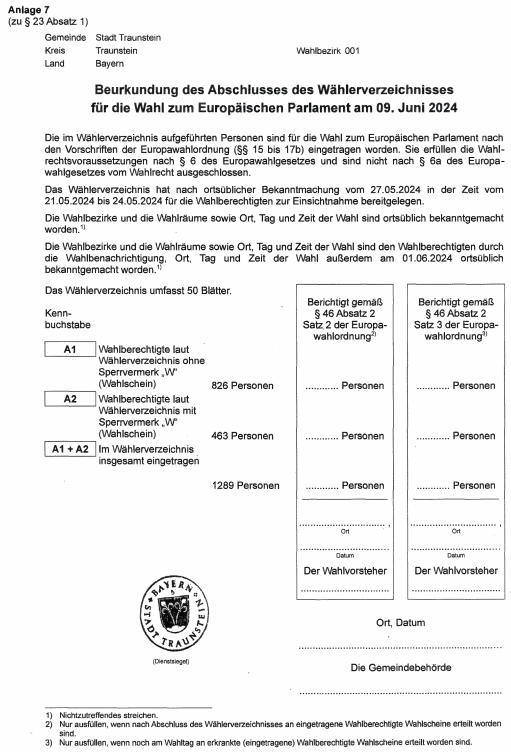 Anlage 7
(zu § 23 Absatz 1)
Gemeinde Stadt Traunstein
Kreis Traunstein Wahlbezirk 001
Land Bayern
Beurkundung des Abschlusses des Wählerverzeichnisses
für die Wahl zum Europäischen Parlament am 09. Juni 2024
Die im Wählerverzeichnis aufgeführten Personen sind für die Wahl zum Europäischen Parlament nach
den Vorschriften der Europawahlordnung (§§ 15 bis 17b) eingetragen worden. Sie erfüllen die Wahl-
rechtsvoraussetzungen nach § 6 des Europawahlgesetzes und sind nicht nach § 6a des Europa-
wahlgesetzes vom Wahlrecht ausgeschlossen.
Das Wählerverzeichnis hat nach ortsüblicher Bekanntmachung vom 27.05.2024 in der Zeit vom
21.05.2024 bis 24.05.2024 für die Wahlberechtigten zur Einsichtnahme bereitgelegen.
Die Wahlbezirke und die Wahlräume sowie Ort, Tag und Zeit der Wahl sind ortsüblich bekanntgemacht
worden.1)
Die Wahlbezirke und die Wahlräume sowie Ort, Tag und Zeit der Wahl sind den Wahlberechtigten durch
die Wahlbenachrichtigung, Ort, Tag und Zeit der Wahl außerdem am 01.06.2024 ortsüblich
bekanntgemacht worden.1)
Das Wählerverzeichnis umfasst 50 Blätter.
Kenn-
buchstabe
Berichtigt gemäß
§ 46 Absatz 2
Satz 2 der Europa-
wahlordnung2)
Berichtigt gemäß
§ 46 Absatz 2
Satz 3 der Europa-
wahlordnung3)
A1 Wahlberechtigte laut
Wählerverzeichnis ohne
Sperrvermerk „W"
(Wahlschein) 826 Personen ............ Personen ............ Personen
A2 Wahlberechtigte laut
Wählerverzeichnis mit
Sperrvermerk „W"
(Wahlschein) 463 Personen ............ Personen ............ Personen
A1 + A2 Im Wählerverzeichnis
insgesamt eingetragen
1289 Personen ............ Personen ............ Personen
Ort Ort
Datum Datum
Der Wahlvorsteher Der Wahlvorsteher
BAYERN
STADT TRAUNSTEIN
(Dienstsiegel)
Ort, Datum
Die Gemeindebehörde
1) Nichtzutreffendes streichen.
2) Nur ausfüllen, wenn nach Abschluss des Wählerverzeichnisses an eingetragene Wahlberechtigte Wahlscheine erteilt worden
sind.
3) Nur ausfüllen, wenn noch am Wahltag an erkrankte (eingetragene) Wahlberechtigte Wahlscheine erteilt worden sind.